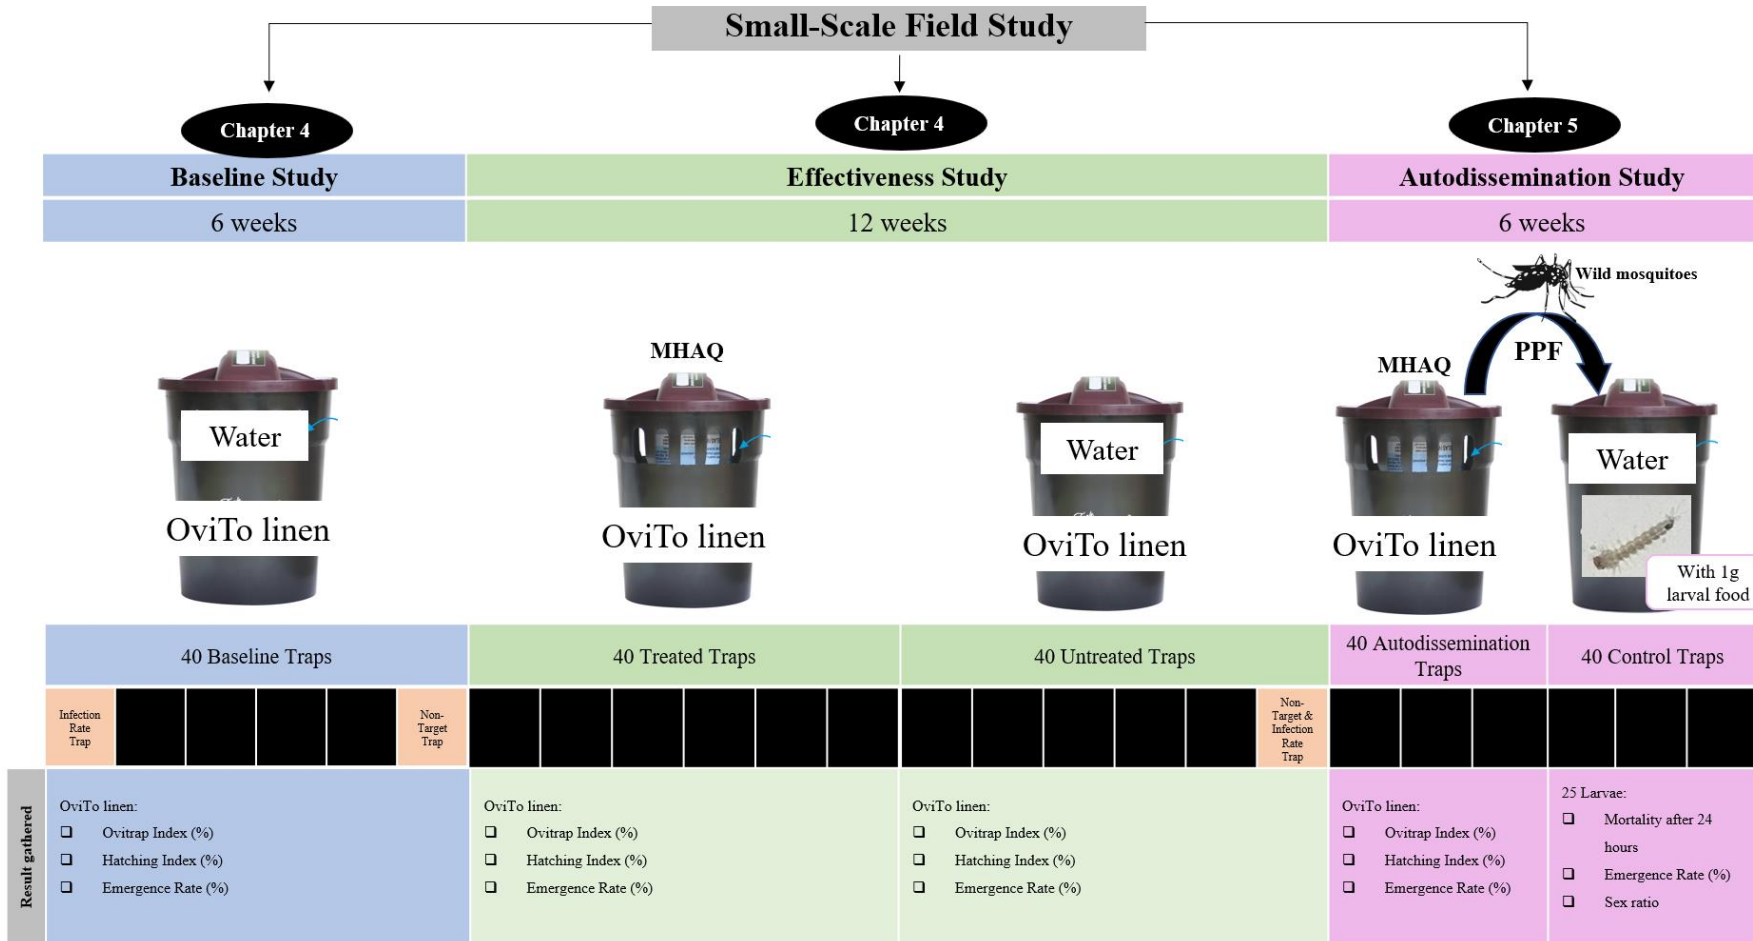 Small-Scale Field Study
Chapter 4
Chapter 4
Chapter 5
Baseline Study
Effectiveness Study
Autodissemination Study
6 weeks
12 weeks
6 weeks
Wild mosquitoes
MHAQ
MHAQ
PPF
Water
Water
Water
OviTo linen
OviTo linen
OviTo linen
OviTo linen
With 1g
larval food
40 Baseline Traps
40 Treated Traps
40 Untreated Traps
40 Autodissemination
Traps
40 Control Traps
Infection
Rate
Trap
Non-
Target
Trap
Non-
Target &
Infection
Rate
Trap
Result gathered
OviTo linen:
❑ Ovitrap Index (%)
❑ Hatching Index (%)
❑ Emergence Rate (%)
OviTo linen:
❑ Ovitrap Index (%)
❑ Hatching Index (%)
❑ Emergence Rate (%)
OviTo linen:
❑ Ovitrap Index (%)
❑ Hatching Index (%)
❑ Emergence Rate (%)
OviTo linen:
❑ Ovitrap Index (%)
❑ Hatching Index (%)
❑ Emergence Rate (%)
25 Larvae:
❑ Mortality after 24
hours
❑ Emergence Rate (%)
❑ Sex ratio